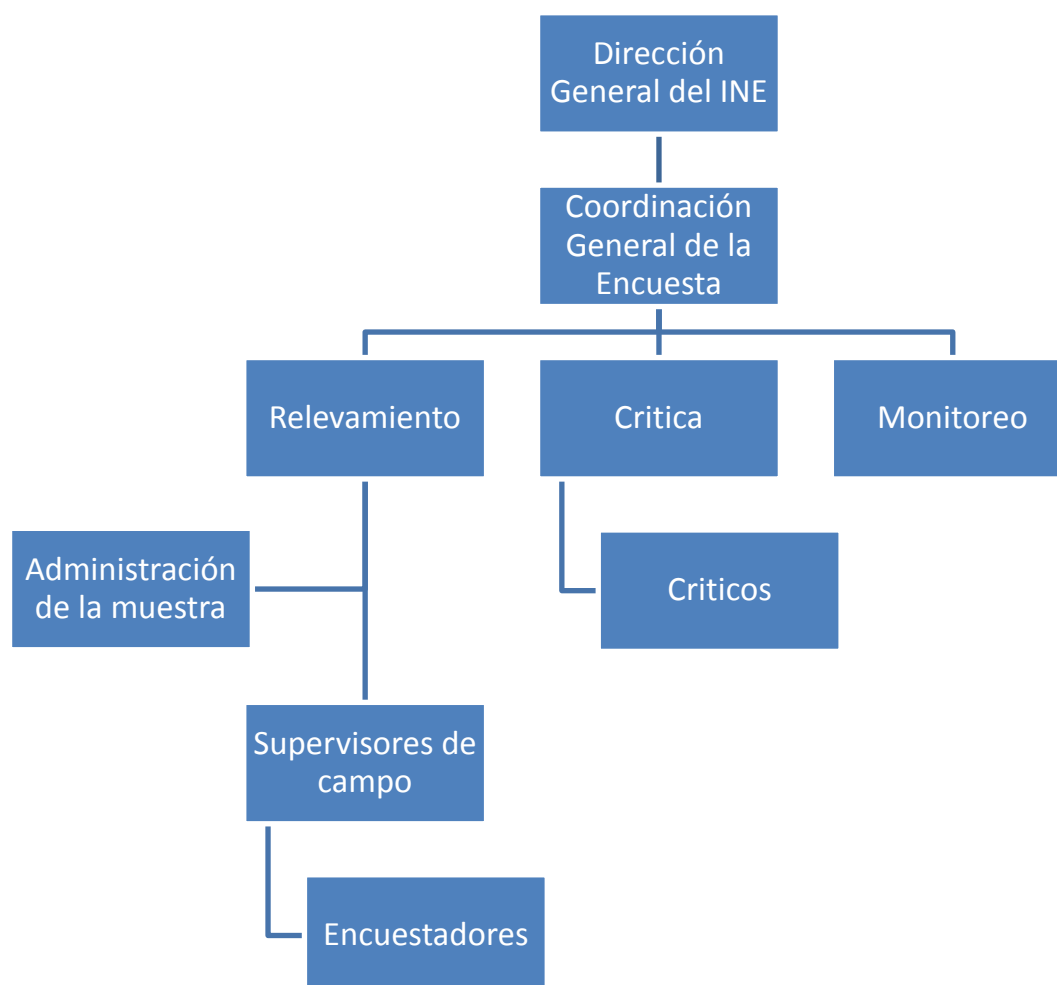 Dirección
General del INE
Coordinación
General de la
Encuesta
Relevamiento
Critica
Monitoreo
Administración
de la muestra
Criticos
Supervisores de
campo
Encuestadores